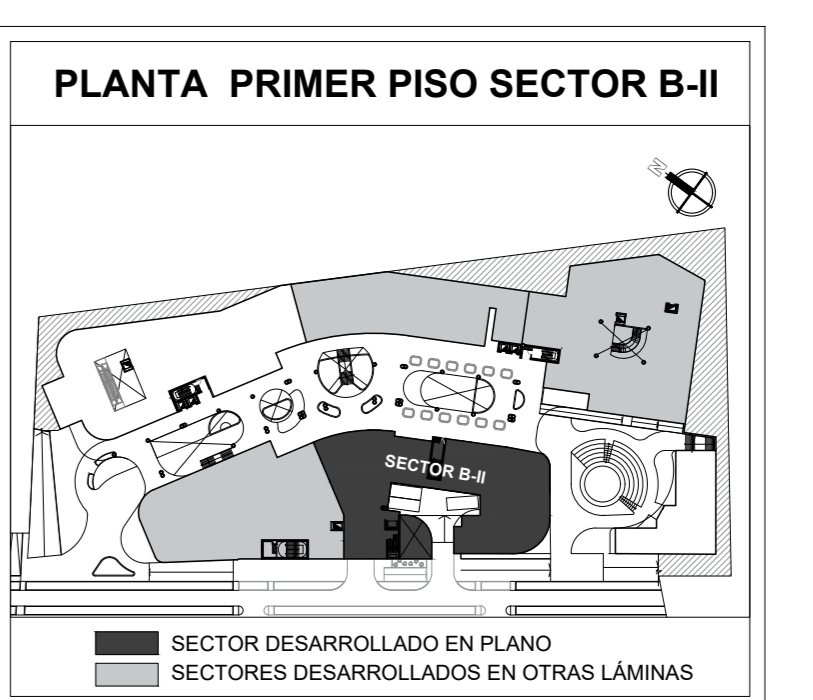 PLANTA PRIMER PISO SECTOR B-II
N
SECTOR B-II
SECTOR DESARROLLADO EN PLANO
SECTORES DESARROLLADOS EN OTRAS LÁMINAS